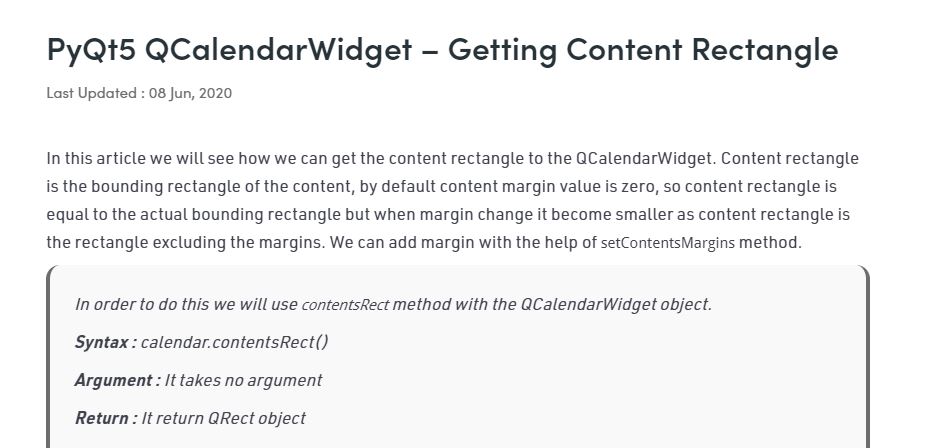 PyQt5 QCalendarWidget – Getting Content Rectangle
Last Updated : 08 Jun, 2020
In this article we will see how we can get the content rectangle to the QCalendarWidget. Content rectangle
is the bounding rectangle of the content, by default content margin value is zero, so content rectangle is
equal to the actual bounding rectangle but when margin change it become smaller as content rectangle is
the rectangle excluding the margins. We can add margin with the help of setContentsMargins method.
In order to do this we will use contentsRect method with the QCalendarWidget object.
Syntax : calendar.contentsRect()
Argument : It takes no argument
Return : It return QRect object